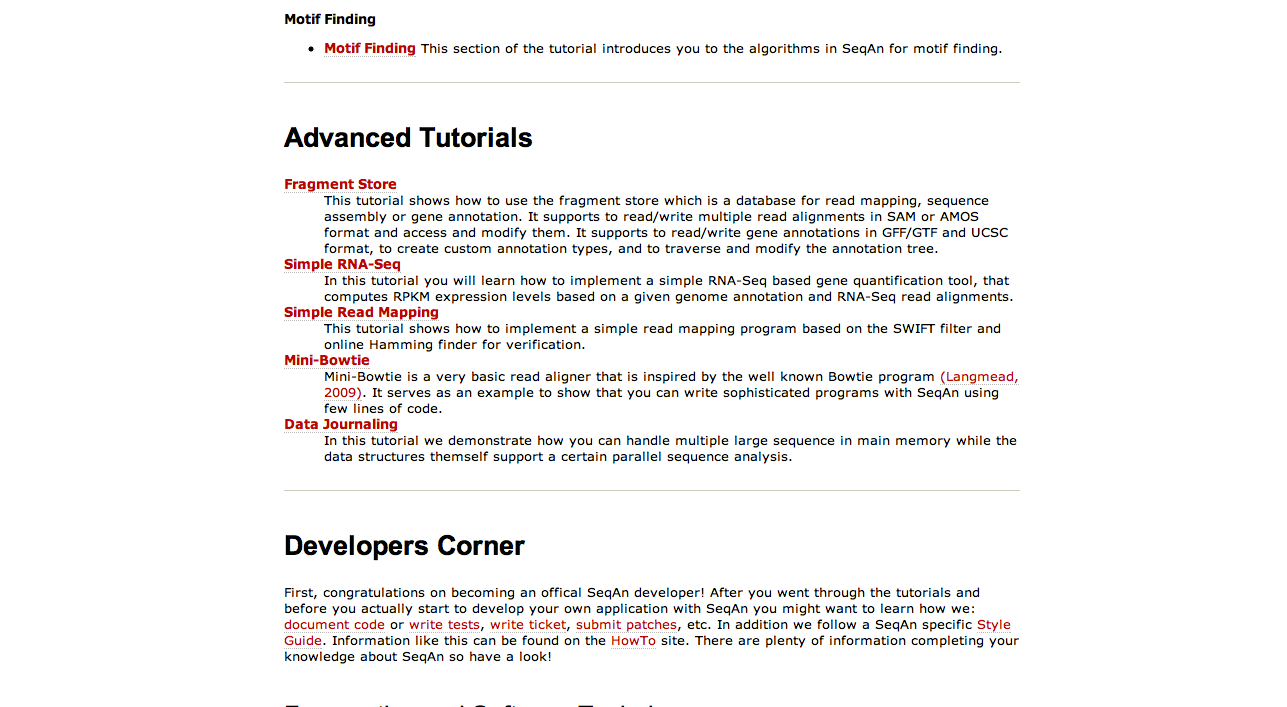 Motif Finding
• Motif Finding This section of the tutorial introduces you to the algorithms in SeqAn for motif finding.
Advanced Tutorials
Fragment Store
This tutorial shows how to use the fragment store which is a database for read mapping, sequence
assembly or gene annotation. It supports to read/write multiple read alignments in SAM or AMOS
format and access and modify them. It supports to read/write gene annotations in GFF/GTF and UCSC
format, to create custom annotation types, and to traverse and modify the annotation tree.
Simple RNA-Seq
In this tutorial you will learn how to implement a simple RNA-Seq based gene quantification tool, that
computes RPKM expression levels based on a given genome annotation and RNA-Seq read alignments.
Simple Read Mapping
This tutorial shows how to implement a simple read mapping program based on the SWIFT filter and
online Hamming finder for verification.
Mini-Bowtie
Mini-Bowtie is a very basic read aligner that is inspired by the well known Bowtie program (Langmead,
2009). It serves as an example to show that you can write sophisticated programs with SeqAn using
few lines of code.
Data Journaling
In this tutorial we demonstrate how you can handle multiple large sequence in main memory while the
data structures themself support a certain parallel sequence analysis.
Developers Corner
First, congratulations on becoming an offical SeqAn developer! After you went through the tutorials and
before you actually start to develop your own application with SeqAn you might want to learn how we:
document code or write tests, write ticket, submit patches, etc. In addition we follow a SeqAn specific Style
Guide. Information like this can be found on the HowTo site. There are plenty of information completing your
knowledge about SeqAn so have a look!